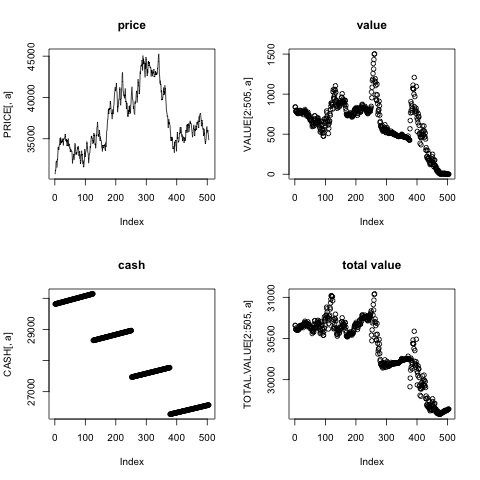 price
PRICE[, a]
35000 40000 45000
0 100 200 300 400 500
Index
value
VALUE[2:505, a]
0 500 1000 1500
0 100 200 300 400 500
Index
cash
CASH[, a]
27000 29000
0 100 200 300 400 500
Index
total value
TOTAL.VALUE[2:505, a]
30000 30500 31000
0 100 200 300 400 500
Index